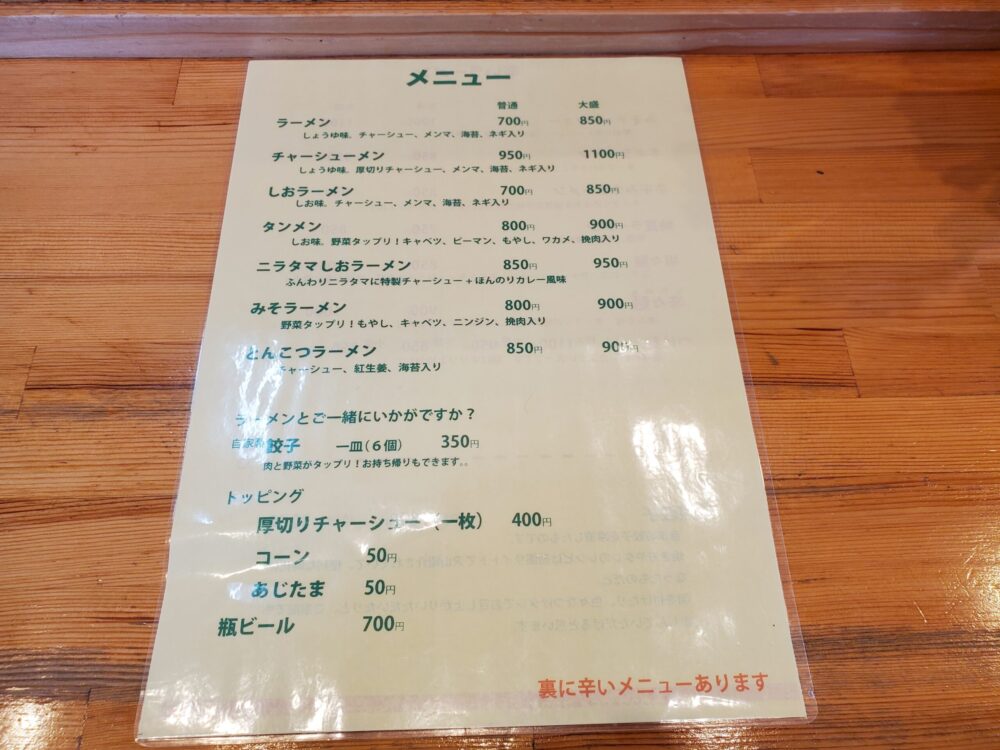 メニュー
普通 大盛
ラーメン 700円 850円
しょうゆ味。チャーシュー、メンマ、海苔、ネギ入り
チャーシューメン 950円 1100円
しょうゆ味。厚切りチャーシュー、メンマ、海苔、ネギ入り
しおラーメン 700円 850円
しお味。チャーシュー、メンマ、海苔、ネギ入り
タンメン 800円 900円
しお味。野菜タップリ！キャベツ、ピーマン、もやし、ワカメ、挽肉入り
ニラタマしおラーメン 850円 950円
ふんわりニラタマに特製チャーシュー＋ほんのりカレー風味
みそラーメン 800円 900円
野菜タップリ！もやし、キャベツ、ニンジン、挽肉入り
とんこつラーメン 850円 900円
チャーシュー、紅生姜、海苔入り
ラーメンとご一緒にいかがですか？
自家製餃子 一皿（６個） 350円
肉と野菜がタップリ！お持ち帰りもできます。。
トッピング
厚切りチャーシュー（一枚） 400円
コーン 50円
あじたま 50円
瓶ビール 700円
裏に辛いメニューあります